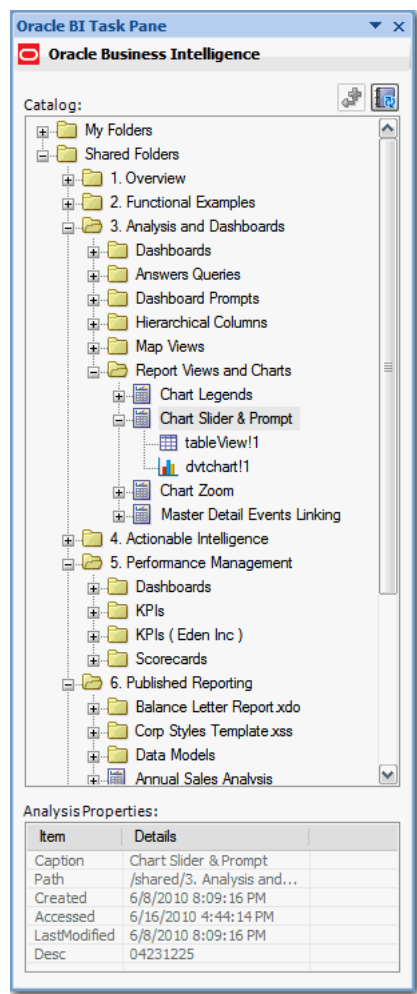 Oracle BI Task Pane
Oracle Business Intelligence
Catalog:
My Folders
Shared Folders
1. Overview
2. Functional Examples
3. Analysis and Dashboards
Dashboards
Answers Queries
Dashboard Prompts
Hierarchical Columns
Map Views
Report Views and Charts
Chart Legends
Chart Slider & Prompt
tableView!1
dvtchart!1
Chart Zoom
Master Detail Events Linking
4. Actionable Intelligence
5. Performance Management
Dashboards
KPIs
KPIs ( Eden Inc )
Scorecards
6. Published Reporting
Balance Letter Report.xdo
Corp Styles Template.xss
Data Models
Annual Sales Analysis
Analysis Properties:
Item Details
Caption Chart Slider & Prompt
Path /shared/3. Analysis and...
Created 6/8/2010 8:09:16 PM
Accessed 6/16/2010 4:44:14 PM
LastModified 6/8/2010 8:09:16 PM
Desc 04231225